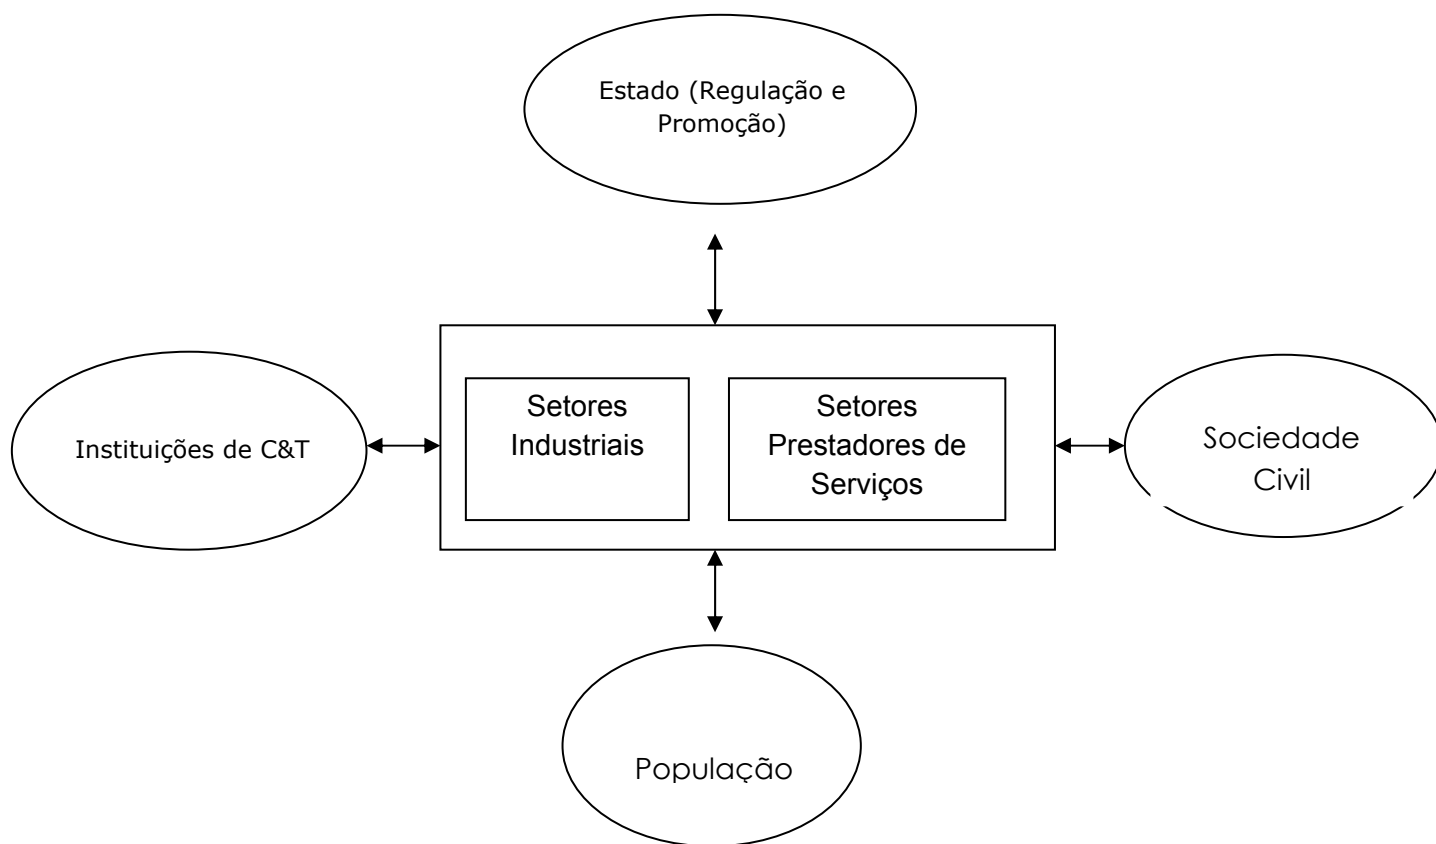 Estado (Regulação e
Promoção)
Instituições de C&T
Setores
Industriais
Setores
Prestadores de
Serviços
Sociedade
Civil
População